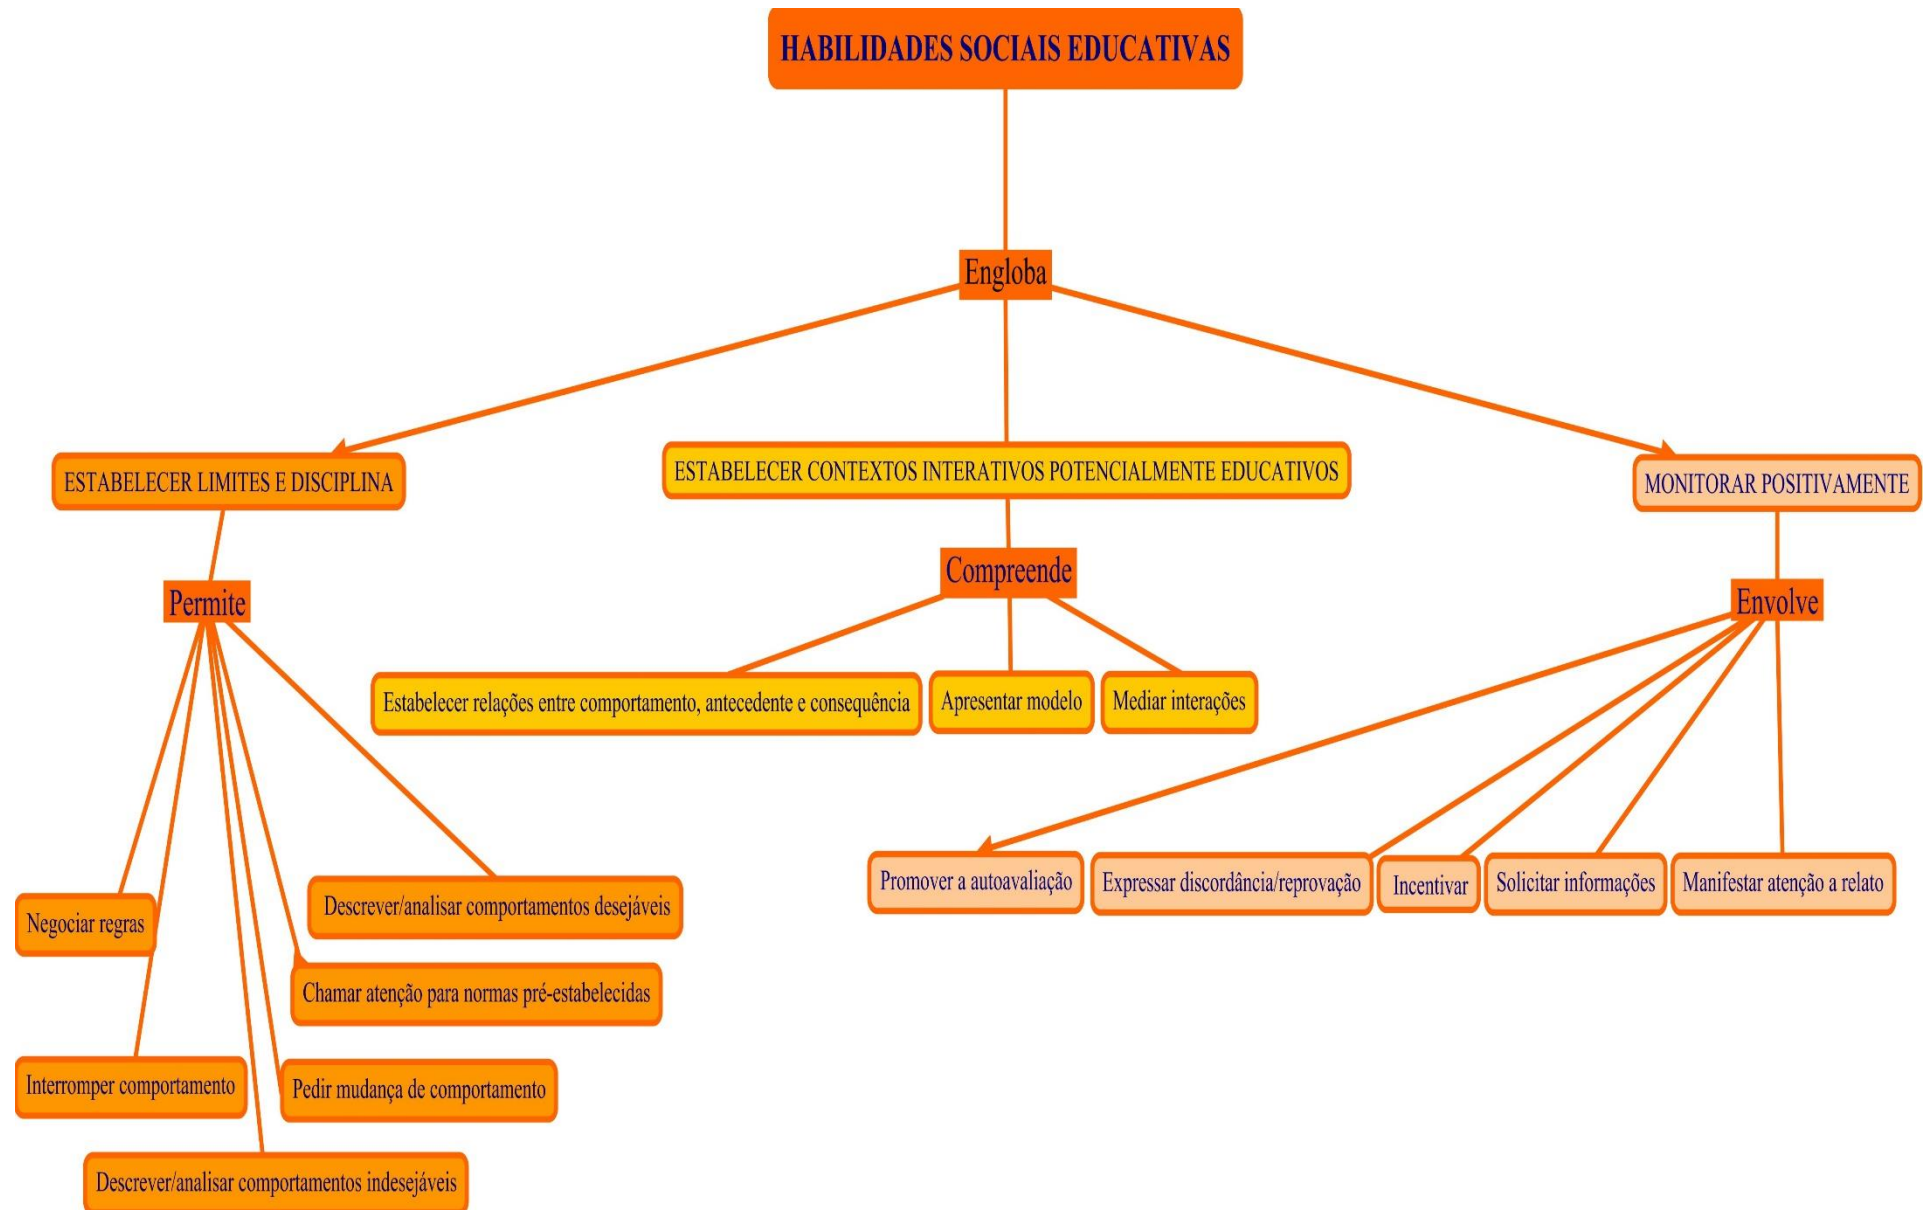 HABILIDADES SOCIAIS EDUCATIVAS
Engloba
ESTABELECER LIMITES E DISCIPLINA
ESTABELECER CONTEXTOS INTERATIVOS POTENCIALMENTE EDUCATIVOS
MONITORAR POSITIVAMENTE
Permite
Compreende
Envolve
Estabelecer relações entre comportamento, antecedente e consequência
Apresentar modelo
Mediar interações
Negociar regras
Descrever/analisar comportamentos desejáveis
Chamar atenção para normas pré-estabelecidas
Interromper comportamento
Pedir mudança de comportamento
Descrever/analisar comportamentos indesejáveis
Promover a autoavaliação
Expressar discordância/reprovação
Incentivar
Solicitar informações
Manifestar atenção a relato